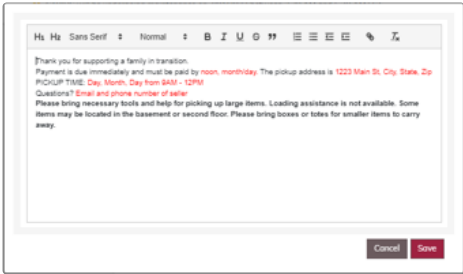 H₁ H₂ Sans Serif Normal B I U S ”
Thank you for supporting a family in transition.
Payment is due immediately and must be paid by noon, month/day. The pickup address is 1223 Main St, City, State, Zip
PICKUP TIME: Day, Month, Day from 9AM - 12PM
Questions? Email and phone number of seller
Please bring necessary tools and help for picking up large items. Loading assistance is not available. Some
items may be located in the basement or second floor. Please bring boxes or totes for smaller items to carry
away.
Cancel Save